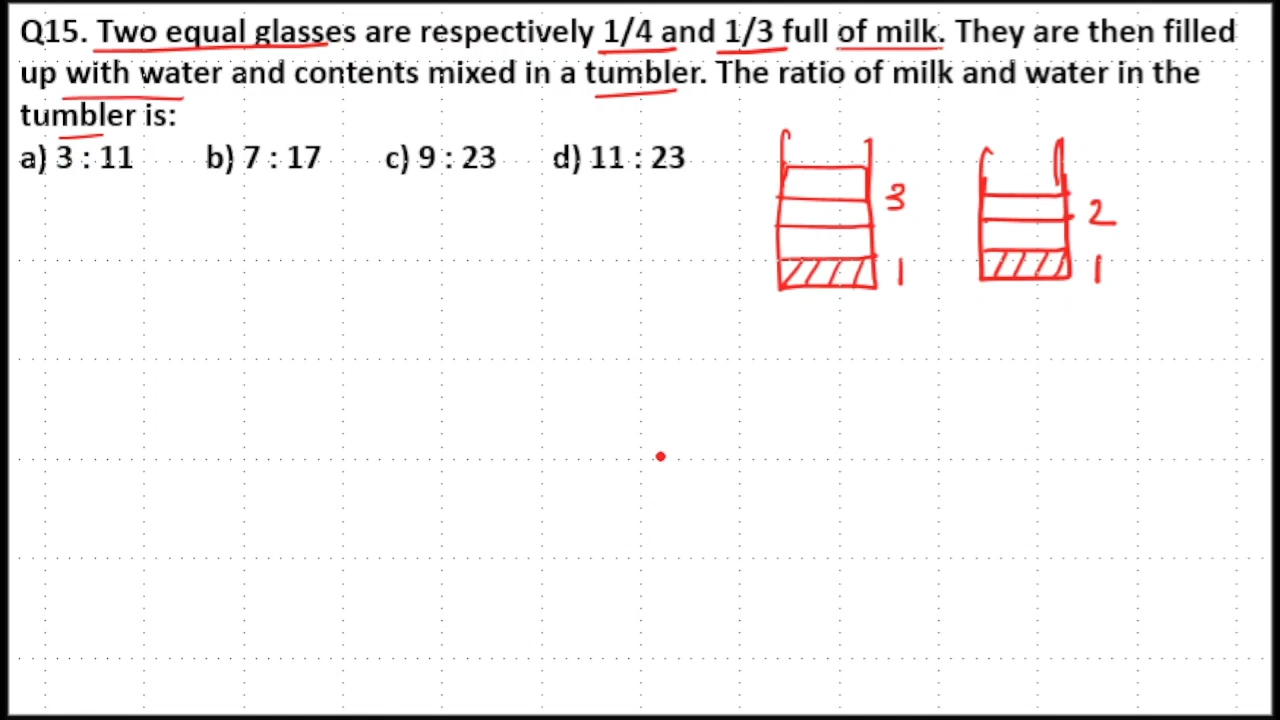 Q15. Two equal glasses are respectively 1/4 and 1/3 full of milk. They are then filled
up with water and contents mixed in a tumbler. The ratio of milk and water in the
tumbler is:
a) 3 : 11 b) 7 : 17 c) 9 : 23 d) 11 : 23
3 2
1 1